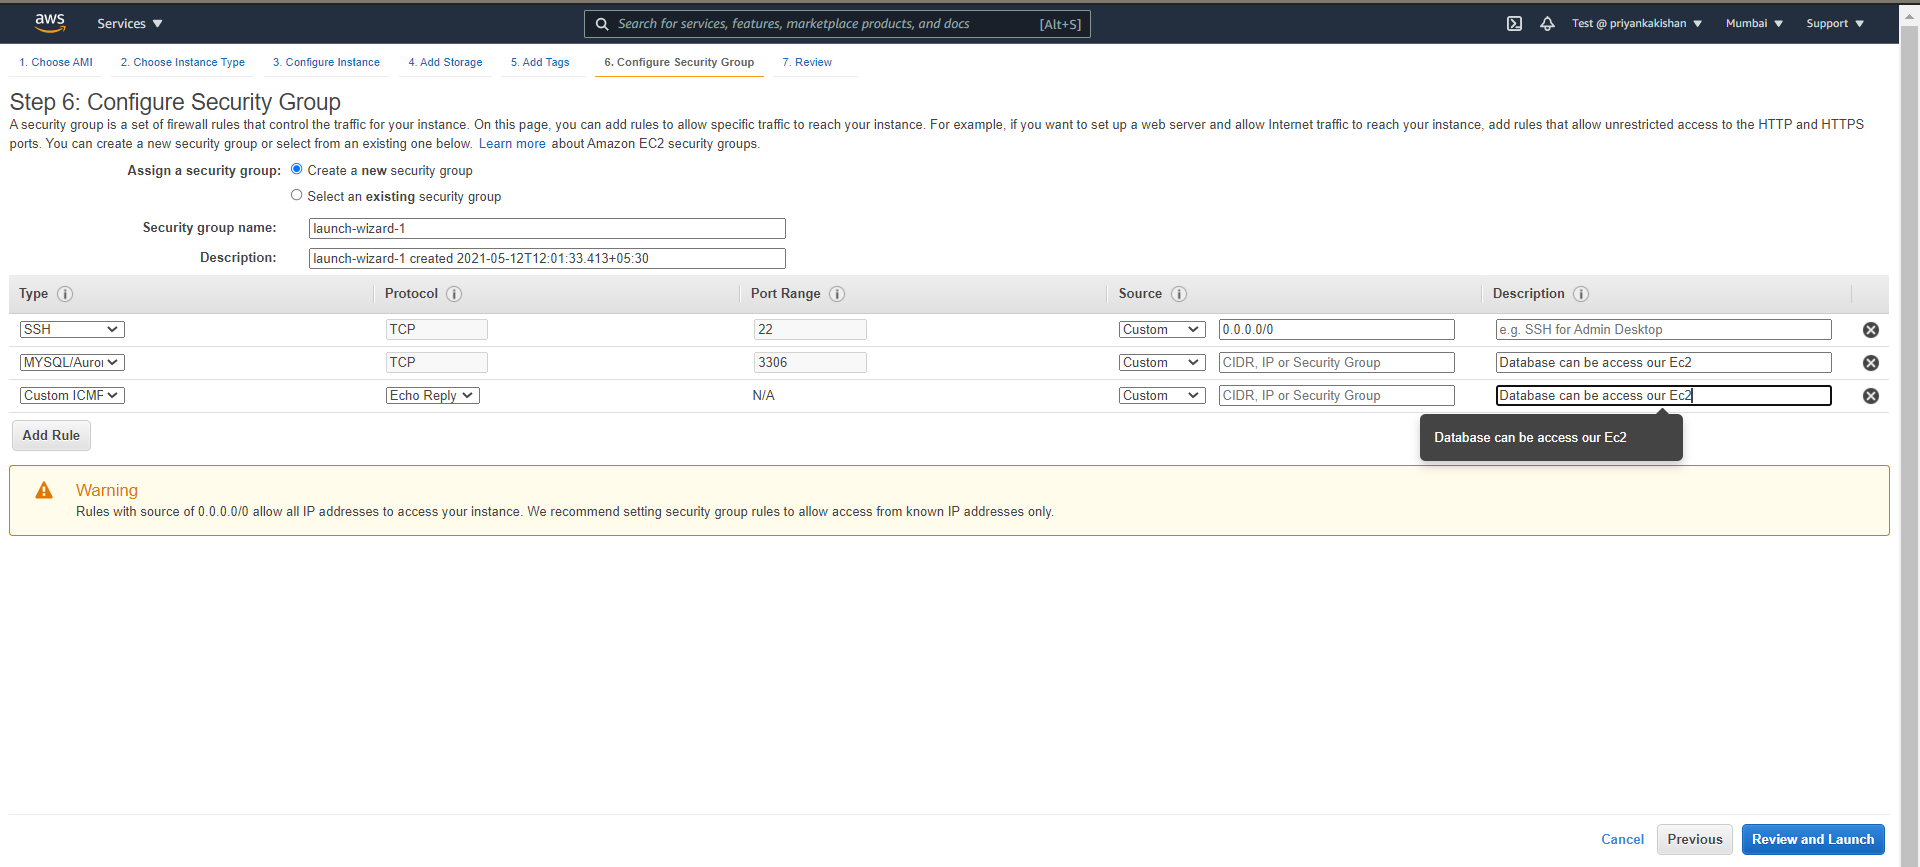 aws
Services
Search for services, features, marketplace products, and docs [Alt+S]
Test @ priyankakishan
Mumbai
Support
1. Choose AMI
2. Choose Instance Type
3. Configure Instance
4. Add Storage
5. Add Tags
6. Configure Security Group
7. Review
Step 6: Configure Security Group
A security group is a set of firewall rules that control the traffic for your instance. On this page, you can add rules to allow specific traffic to reach your instance. For example, if you want to set up a web server and allow Internet traffic to reach your instance, add rules that allow unrestricted access to the HTTP and HTTPS
ports. You can create a new security group or select from an existing one below. Learn more about Amazon EC2 security groups.
Assign a security group: Create a new security group
Select an existing security group
Security group name: launch-wizard-1
Description: launch-wizard-1 created 2021-05-12T12:01:33.413+05:30
Type Protocol Port Range Source Description
SSH TCP 22 Custom 0.0.0.0/0 e.g. SSH for Admin Desktop
MYSQL/Auror TCP 3306 Custom CIDR, IP or Security Group Database can be access our Ec2
Custom ICMF Echo Reply N/A Custom CIDR, IP or Security Group Database can be access our Ec2
Add Rule
Database can be access our Ec2
Warning
Rules with source of 0.0.0.0/0 allow all IP addresses to access your instance. We recommend setting security group rules to allow access from known IP addresses only.
Cancel
Previous
Review and Launch